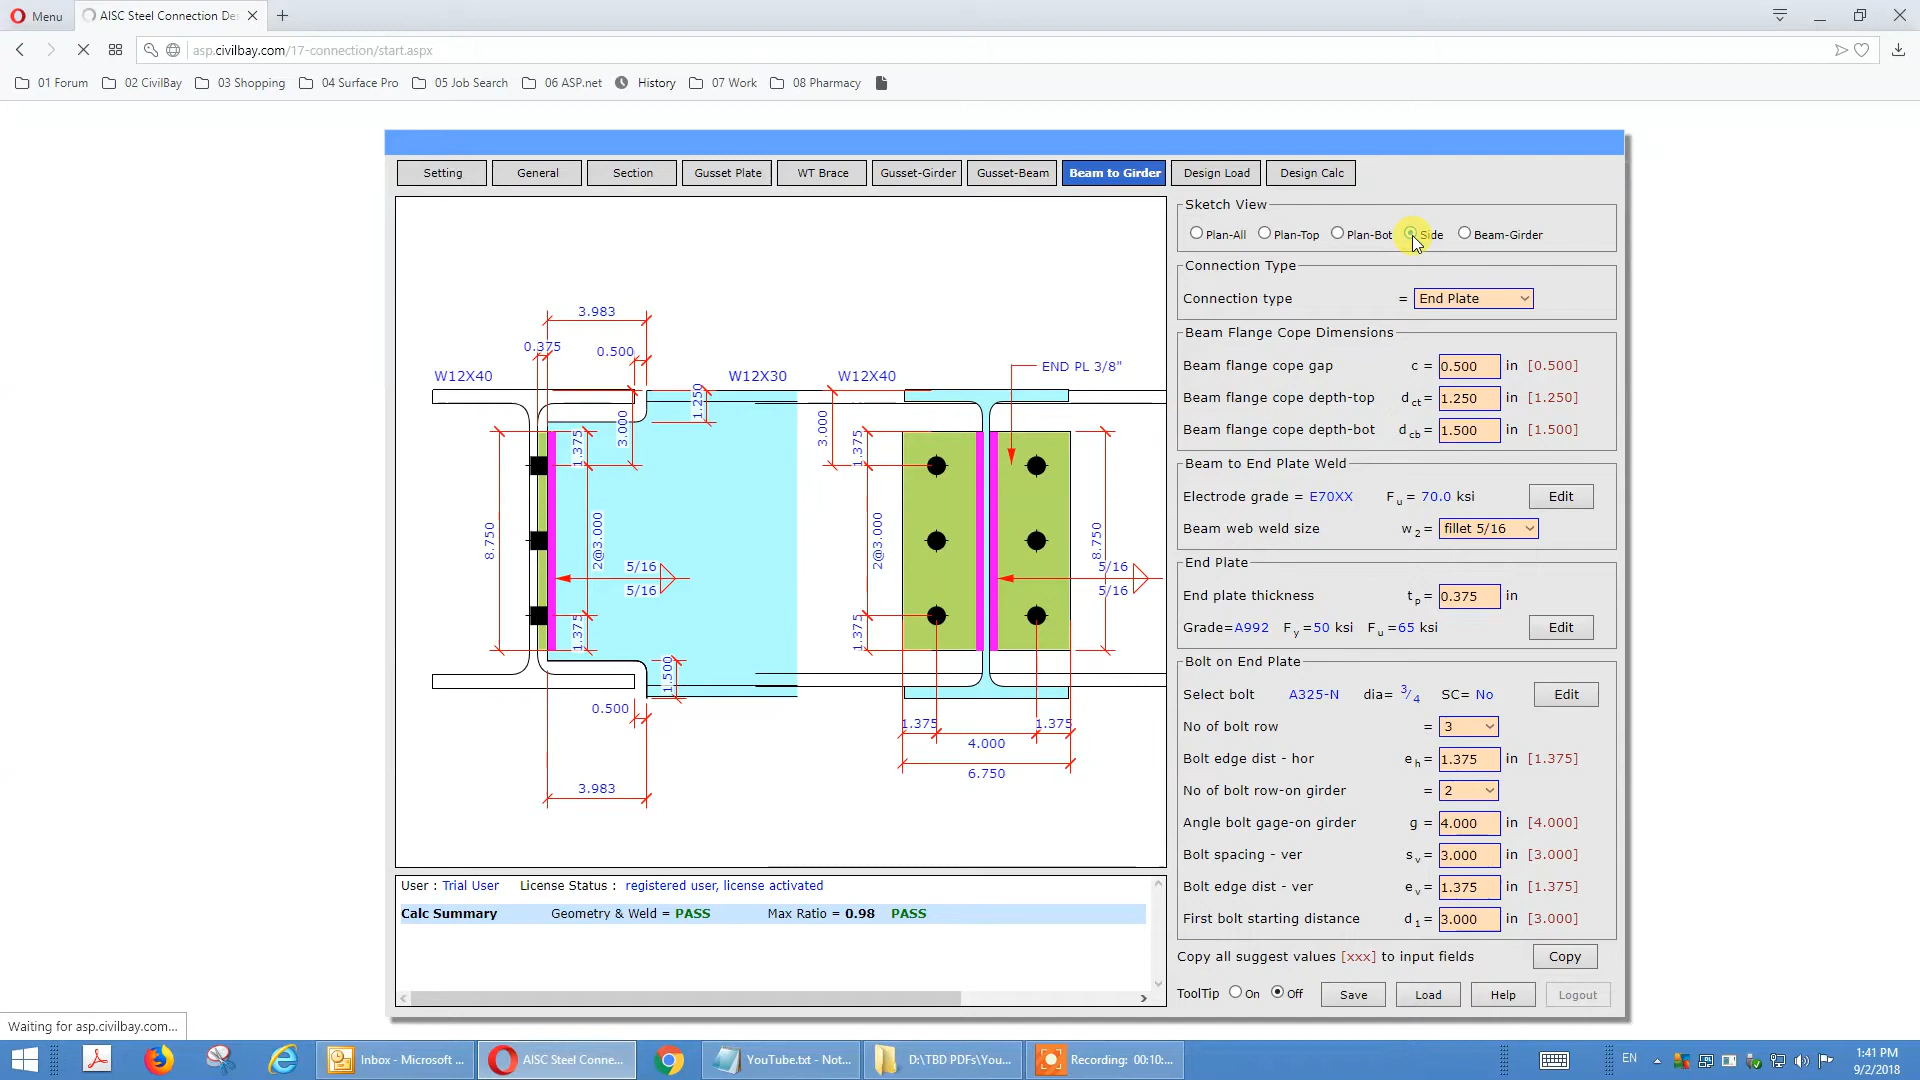 Menu
AISC Steel Connection De
asp.civilbay.com/17-connection/start.aspx
01 Forum
02 CivilBay
03 Shopping
04 Surface Pro
05 Job Search
06 ASP.net
History
07 Work
08 Pharmacy
Setting
General
Section
Gusset Plate
WT Brace
Gusset-Girder
Gusset-Beam
Beam to Girder
Design Load
Design Calc
3.983
0.375
0.500
W12X40
W12X30
W12X40
END PL 3/8"
1.250
3.000
3.000
1.375
1.375
8.750
2@3.000
2@3.000
8.750
5/16
5/16
5/16
5/16
1.375
1.375
1.500
0.500
1.375
1.375
4.000
6.750
3.983
Sketch View
Plan-All
Plan-Top
Plan-Bot
Side
Beam-Girder
Connection Type
Connection type = End Plate
Beam Flange Cope Dimensions
Beam flange cope gap c = 0.500 in [0.500]
Beam flange cope depth-top dct = 1.250 in [1.250]
Beam flange cope depth-bot dcb = 1.500 in [1.500]
Beam to End Plate Weld
Electrode grade = E70XX Fu = 70.0 ksi Edit
Beam web weld size w2 = fillet 5/16
End Plate
End plate thickness tp = 0.375 in
Grade=A992 Fy=50 ksi Fu=65 ksi Edit
Bolt on End Plate
Select bolt A325-N dia= 3/4 SC= No Edit
No of bolt row = 3
Bolt edge dist - hor eh = 1.375 in [1.375]
No of bolt row-on girder = 2
Angle bolt gage-on girder g = 4.000 in [4.000]
Bolt spacing - ver sv = 3.000 in [3.000]
Bolt edge dist - ver ev = 1.375 in [1.375]
First bolt starting distance d1 = 3.000 in [3.000]
Copy all suggest values [xxx] to input fields Copy
ToolTip On Off Save Load Help Logout
User : Trial User License Status : registered user, license activated
Calc Summary Geometry & Weld = PASS Max Ratio = 0.98 PASS
Waiting for asp.civilbay.com...
Inbox - Microsoft ...
AISC Steel Conne...
YouTube.txt - Not...
D:\TBD PDFs\You...
Recording: 00:10:...
EN
1:41 PM
9/2/2018